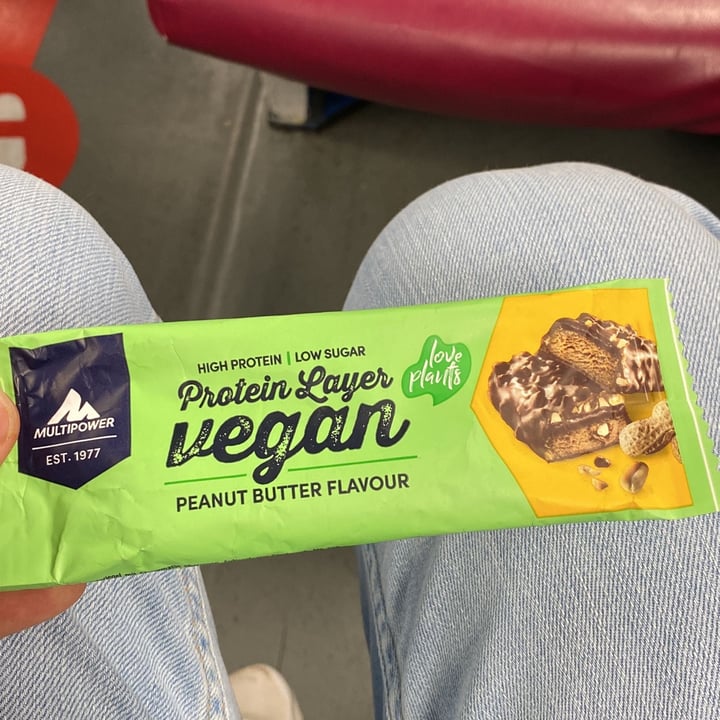 MULTIPOWER
EST. 1977
HIGH PROTEIN | LOW SUGAR
Protein Layer
vegan
PEANUT BUTTER FLAVOUR
love
plants